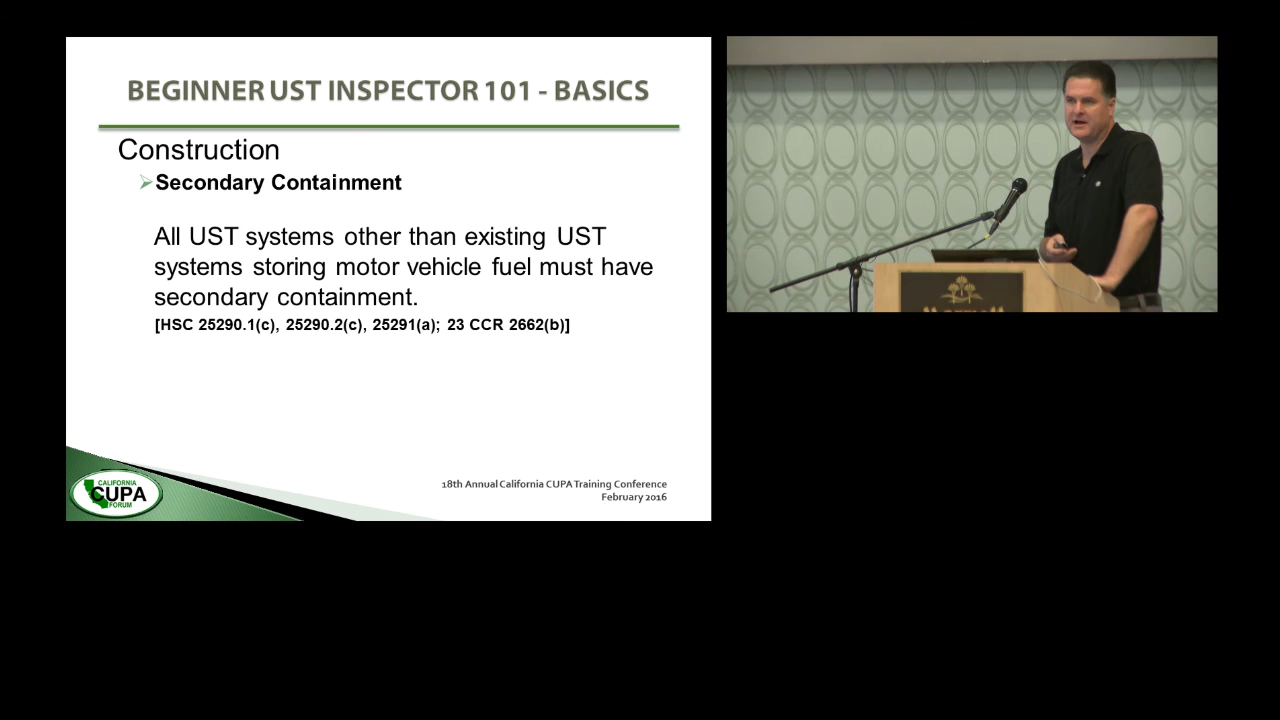 BEGINNER UST INSPECTOR 101 - BASICS
Construction
Secondary Containment
All UST systems other than existing UST
systems storing motor vehicle fuel must have
secondary containment.
[HSC 25290.1(c), 25290.2(c), 25291(a); 23 CCR 2662(b)]
18th Annual California CUPA Training Conference
February 2016
CALIFORNIA
CUPA
FORUM